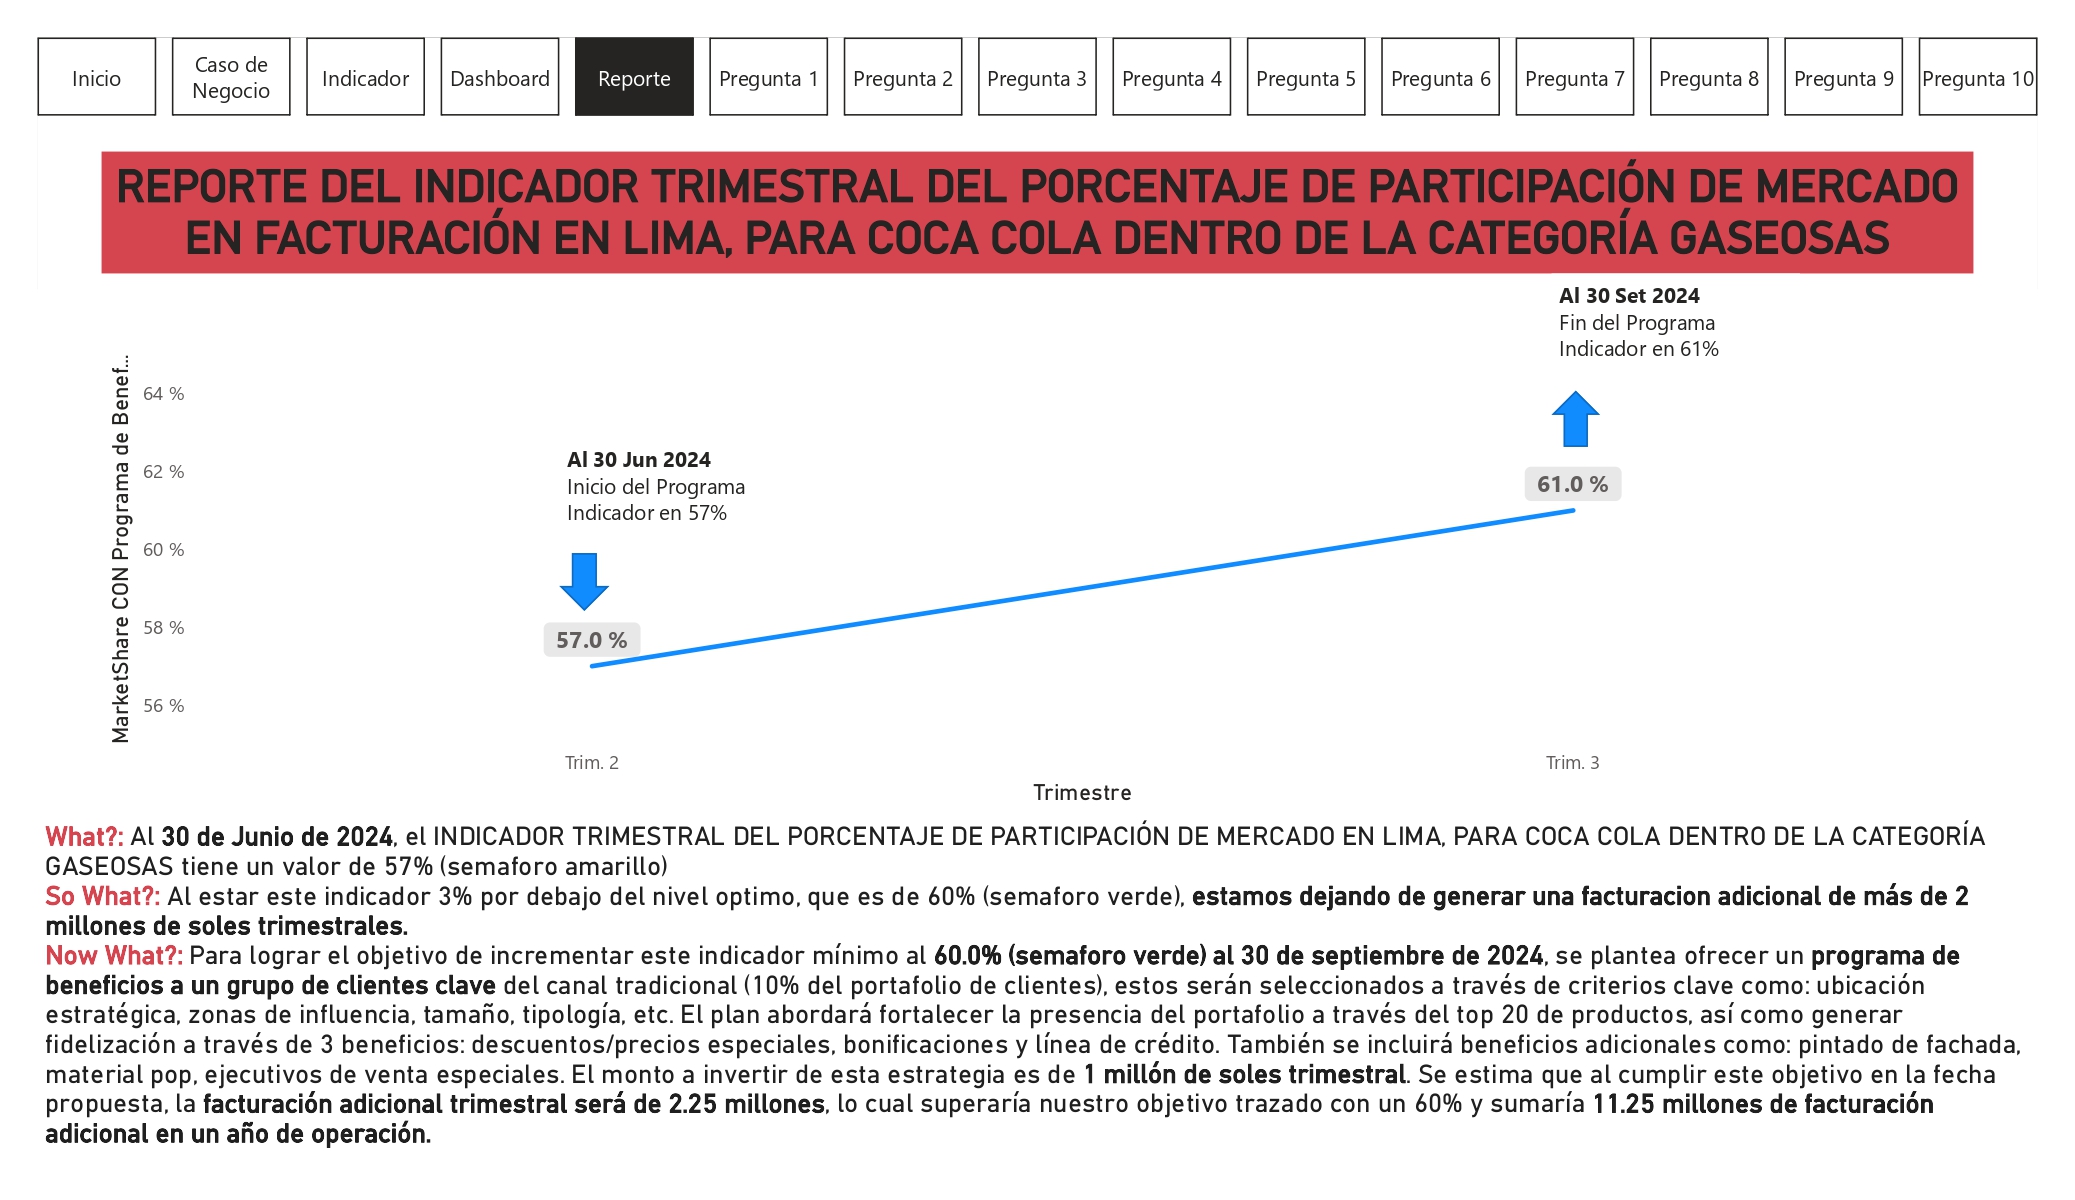 Inicio
Caso de
Negocio
Indicador
Dashboard
Reporte
Pregunta 1
Pregunta 2
Pregunta 3
Pregunta 4
Pregunta 5
Pregunta 6
Pregunta 7
Pregunta 8
Pregunta 9
Pregunta 10
REPORTE DEL INDICADOR TRIMESTRAL DEL PORCENTAJE DE PARTICIPACIÓN DE MERCADO
EN FACTURACIÓN EN LIMA, PARA COCA COLA DENTRO DE LA CATEGORÍA GASEOSAS
Al 30 Set 2024
Fin del Programa
Indicador en 61%
MarketShare CON Programa de Benef...
64 %
62 %
60 %
58 %
56 %
Al 30 Jun 2024
Inicio del Programa
Indicador en 57%
61.0 %
57.0 %
Trim. 2
Trim. 3
Trimestre
What?: Al 30 de Junio de 2024, el INDICADOR TRIMESTRAL DEL PORCENTAJE DE PARTICIPACIÓN DE MERCADO EN LIMA, PARA COCA COLA DENTRO DE LA CATEGORÍA
GASEOSAS tiene un valor de 57% (semaforo amarillo)
So What?: Al estar este indicador 3% por debajo del nivel optimo, que es de 60% (semaforo verde), estamos dejando de generar una facturacion adicional de más de 2
millones de soles trimestrales.
Now What?: Para lograr el objetivo de incrementar este indicador mínimo al 60.0% (semaforo verde) al 30 de septiembre de 2024, se plantea ofrecer un programa de
beneficios a un grupo de clientes clave del canal tradicional (10% del portafolio de clientes), estos serán seleccionados a través de criterios clave como: ubicación
estratégica, zonas de influencia, tamaño, tipología, etc. El plan abordará fortalecer la presencia del portafolio a través del top 20 de productos, así como generar
fidelización a través de 3 beneficios: descuentos/precios especiales, bonificaciones y línea de crédito. También se incluirá beneficios adicionales como: pintado de fachada,
material pop, ejecutivos de venta especiales. El monto a invertir de esta estrategia es de 1 millón de soles trimestral. Se estima que al cumplir este objetivo en la fecha
propuesta, la facturación adicional trimestral será de 2.25 millones, lo cual superaría nuestro objetivo trazado con un 60% y sumaría 11.25 millones de facturación
adicional en un año de operación.